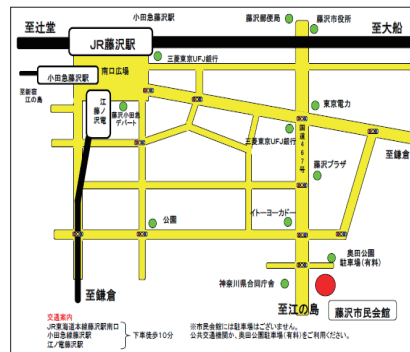 小田急藤沢駅
藤沢郵便局
藤沢市役所
至辻堂
至大船
JR藤沢駅
南口広場
三菱東京UFJ銀行
小田急藤沢駅
至新宿
江の島
江ノ電
藤沢
藤沢小田急
デパート
東京電力
国道467号
三菱東京UFJ銀行
至鎌倉
藤沢プラザ
公園
イトーヨーカドー
奥田公園
駐車場(有料)
神奈川県合同庁舎
至鎌倉
至江の島
藤沢市民会館
交通案内
JR東海道本線藤沢駅南口
小田急線藤沢駅
江ノ電藤沢駅
下車徒歩10分
※市民会館には駐車場はございません。
公共交通機関か、奥田公園駐車場(有料)をご利用ください。